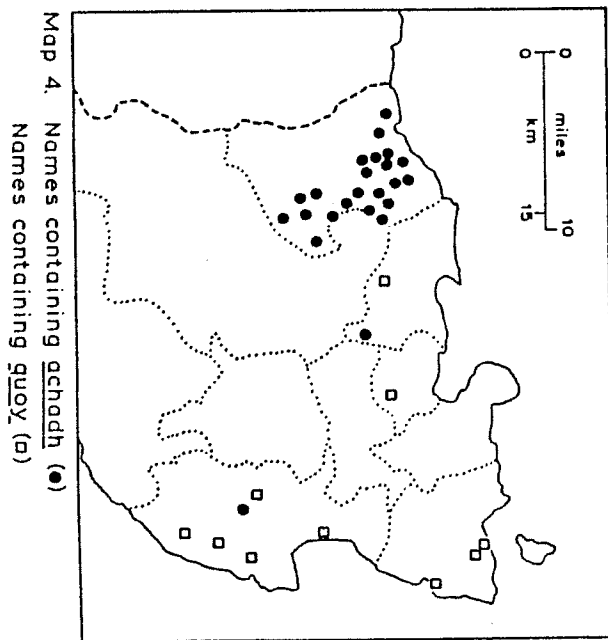 0 miles 10
0 km 15
Map 4. Names containing achadh (●)
Names containing quoy (□)